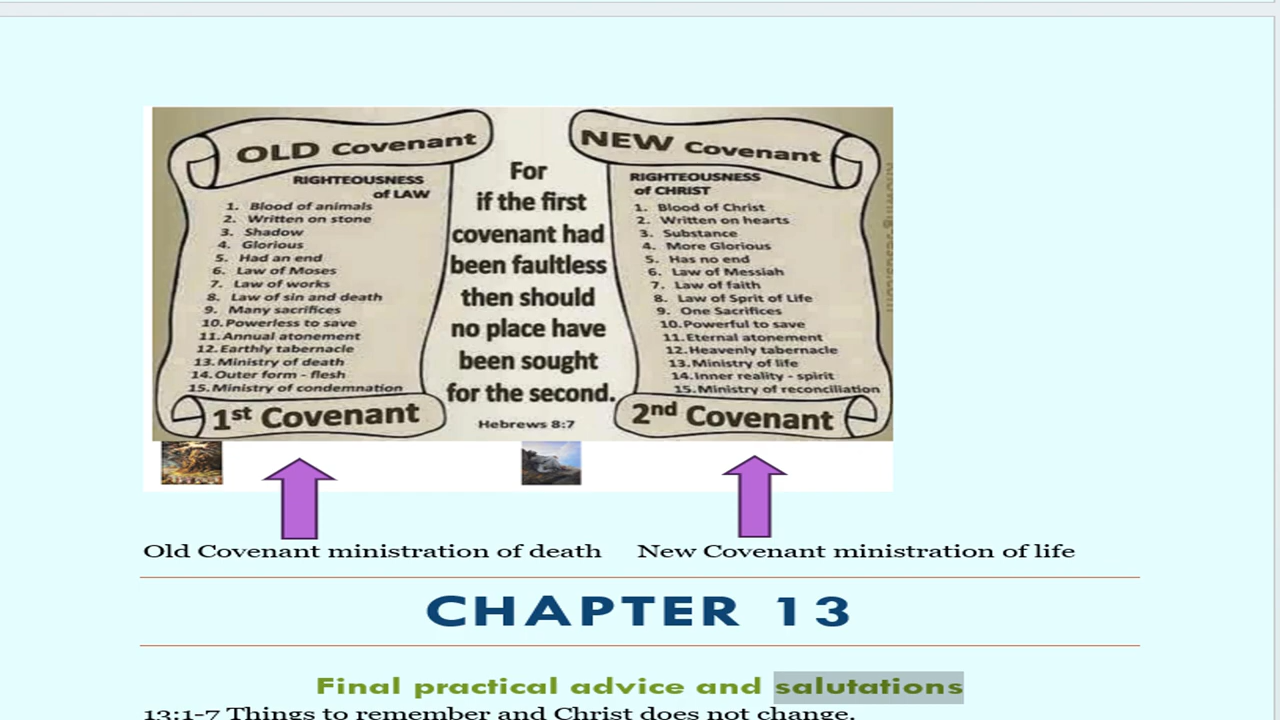 OLD Covenant
RIGHTEOUSNESS
of LAW
1. Blood of animals
2. Written on stone
3. Shadow
4. Glorious
5. Had an end
6. Law of Moses
7. Law of works
8. Law of sin and death
9. Many sacrifices
10. Powerless to save
11. Annual atonement
12. Earthly tabernacle
13. Ministry of death
14. Outer form - flesh
15. Ministry of condemnation
1st Covenant
For
if the first
covenant had
been faultless
then should
no place have
been sought
for the second.
Hebrews 8:7
NEW Covenant
RIGHTEOUSNESS
of CHRIST
1. Blood of Christ
2. Written on hearts
3. Substance
4. More Glorious
5. Has no end
6. Law of Messiah
7. Law of faith
8. Law of Sprit of Life
9. One Sacrifices
10. Powerful to save
11. Eternal atonement
12. Heavenly tabernacle
13. Ministry of life
14. Inner reality - spirit
15. Ministry of reconciliation
2nd Covenant
Old Covenant ministration of death
New Covenant ministration of life
CHAPTER 13
Final practical advice and salutations
13:1-7 Things to remember and Christ does not change.